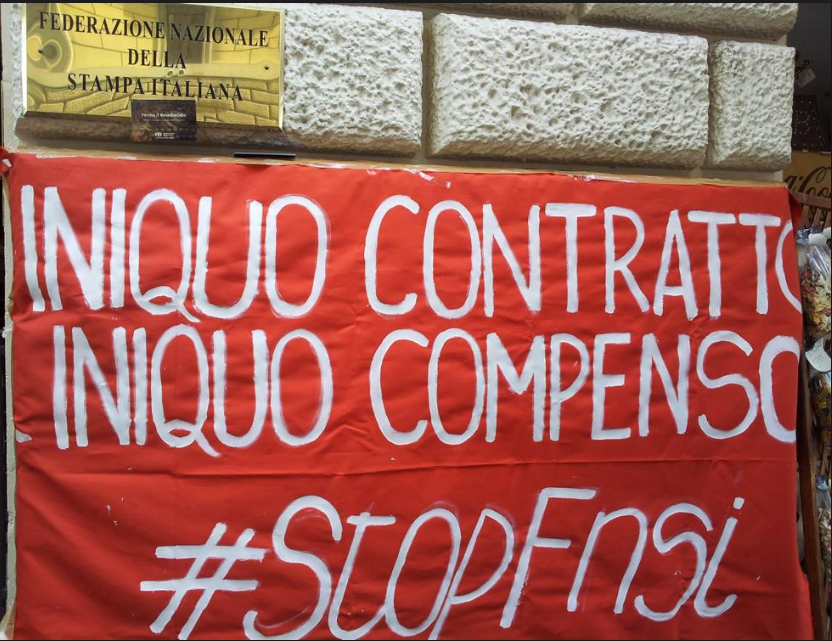 FEDERAZIONE NAZIONALE
DELLA
STAMPA ITALIANA
INIQUO CONTRATTO
INIQUO COMPENSO
#StopFnsi